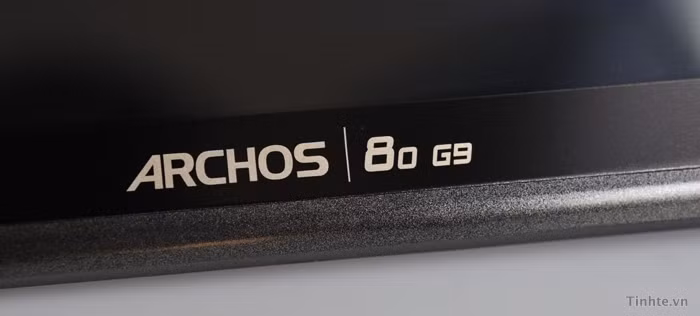 ARCHOS | 80 G9
Tinhte.vn